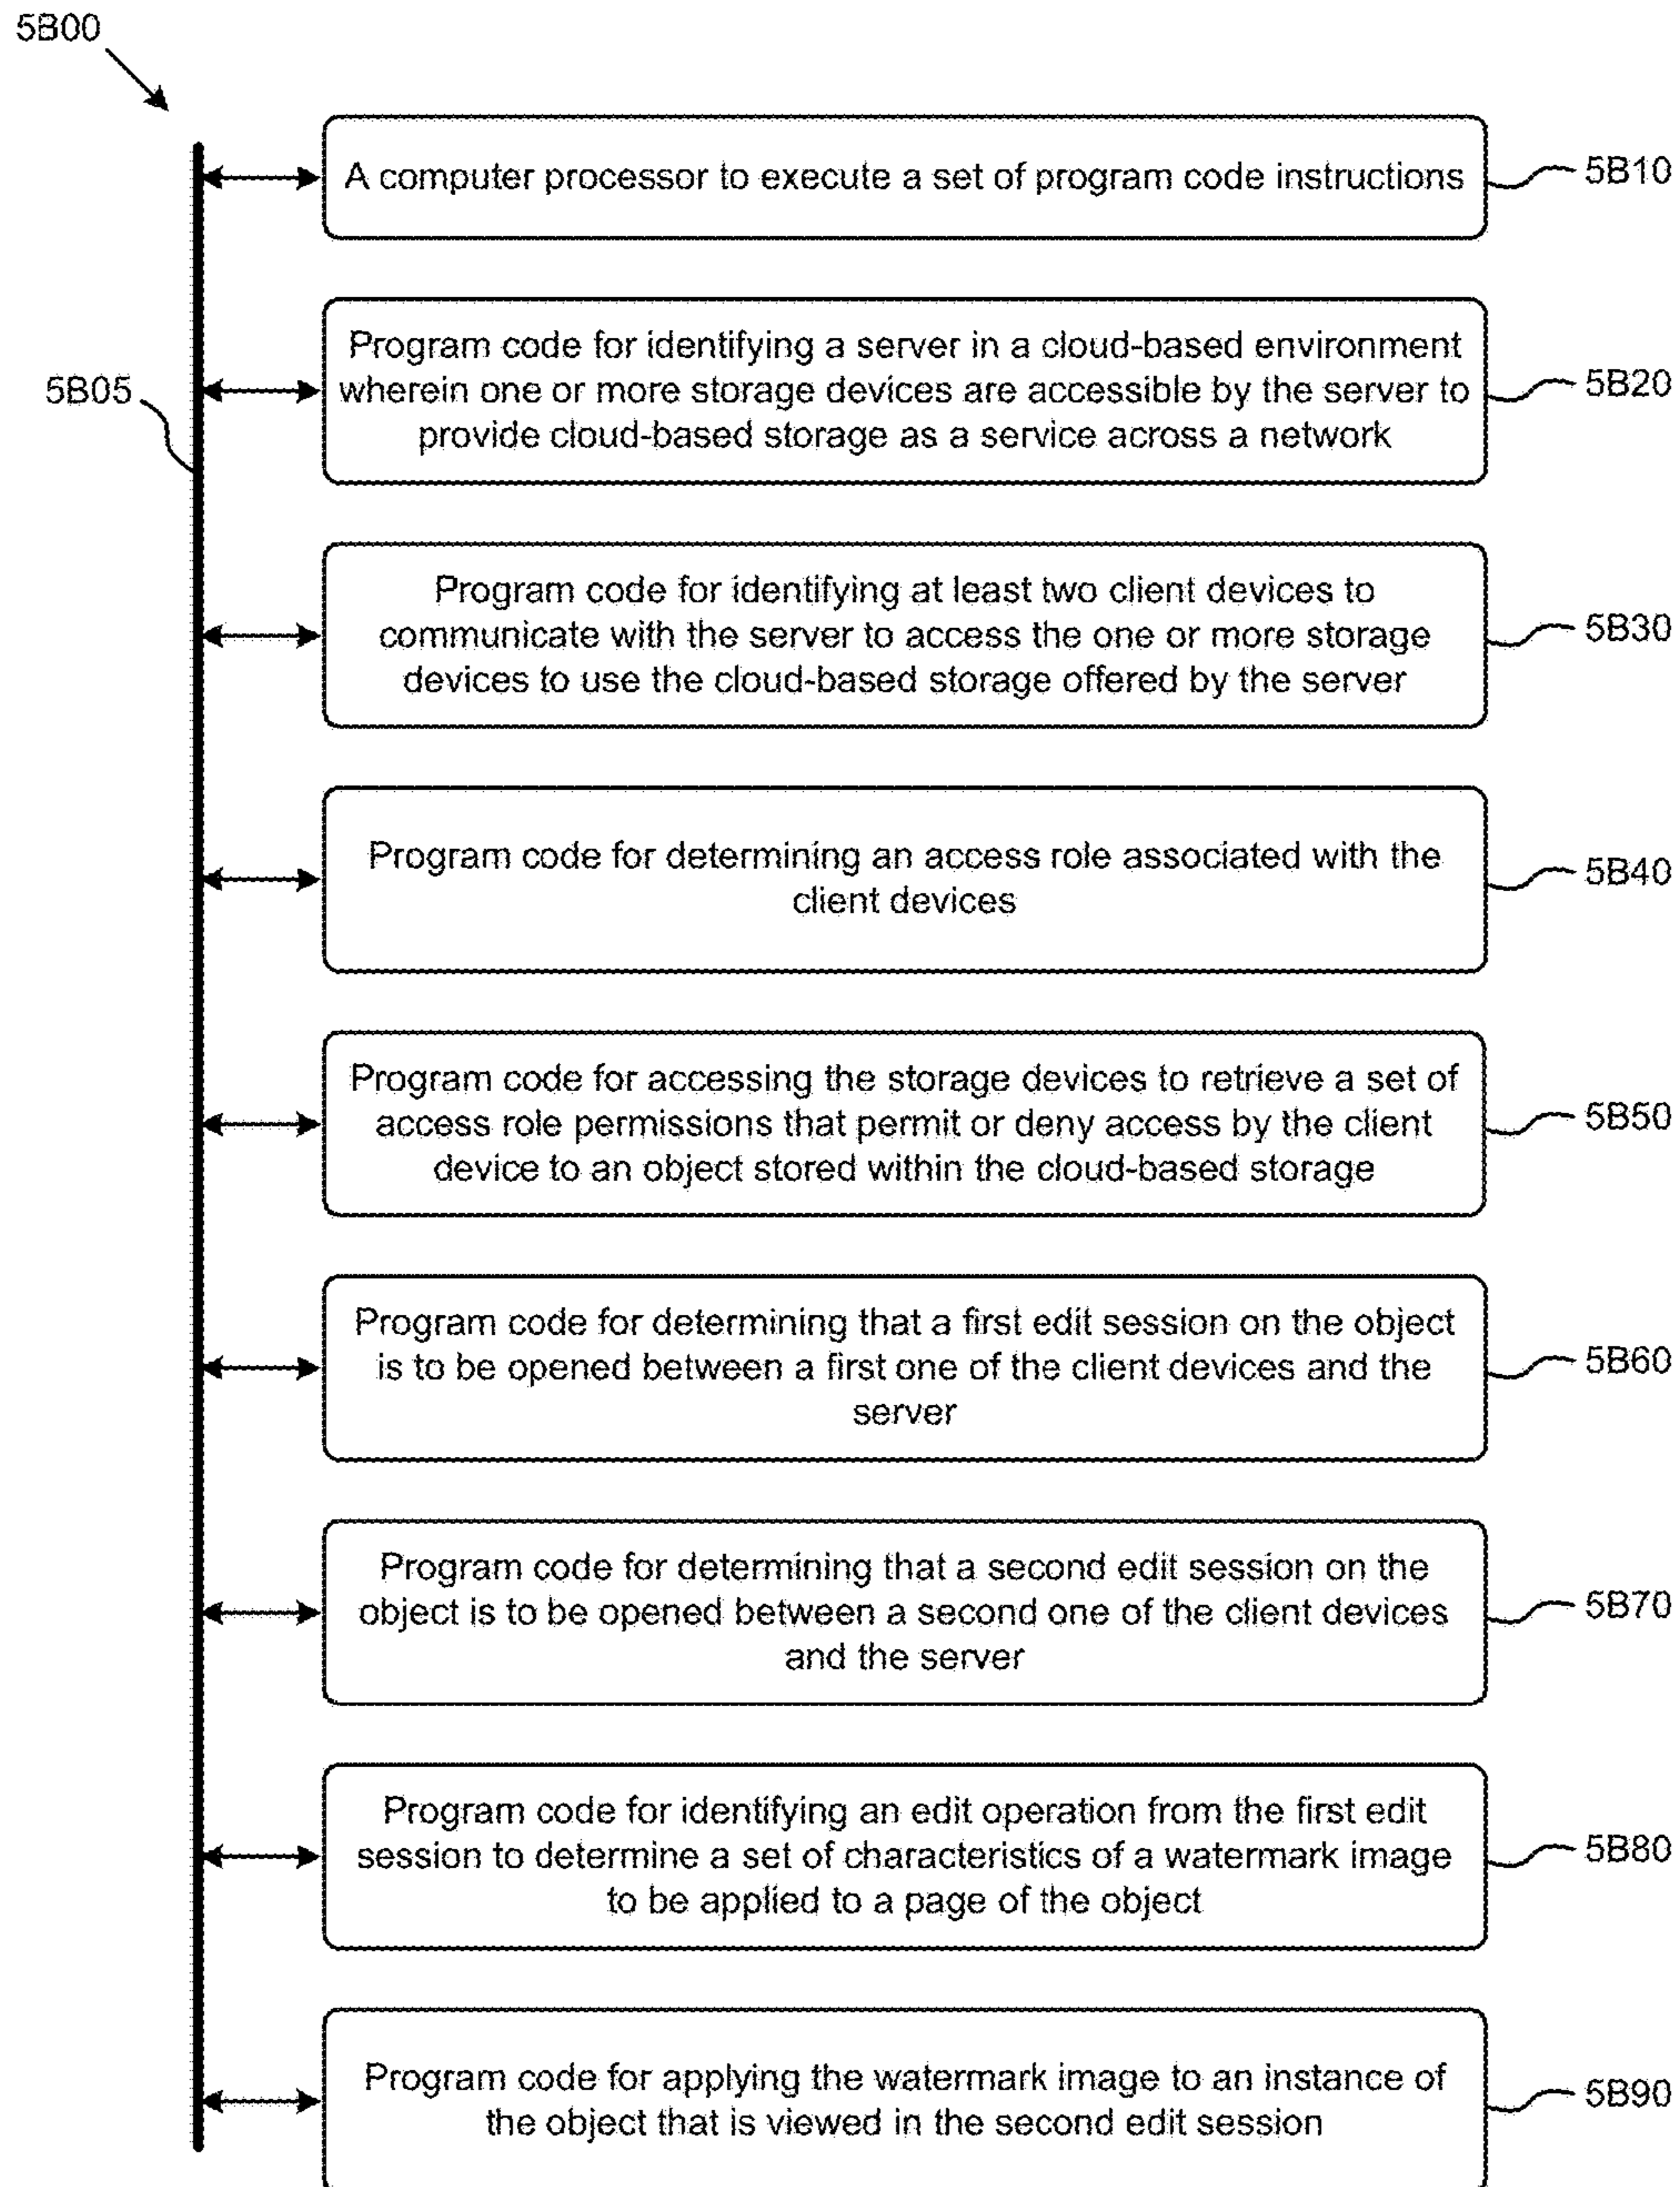 5B00
A computer processor to execute a set of program code instructions
5B10
Program code for identifying a server in a cloud-based environment
wherein one or more storage devices are accessible by the server to
provide cloud-based storage as a service across a network
5B20
5B05
Program code for identifying at least two client devices to
communicate with the server to access the one or more storage
devices to use the cloud-based storage offered by the server
5B30
Program code for determining an access role associated with the
client devices
5B40
Program code for accessing the storage devices to retrieve a set of
access role permissions that permit or deny access by the client
device to an object stored within the cloud-based storage
5B50
Program code for determining that a first edit session on the object
is to be opened between a first one of the client devices and the
server
5B60
Program code for determining that a second edit session on the
object is to be opened between a second one of the client devices
and the server
5B70
Program code for identifying an edit operation from the first edit
session to determine a set of characteristics of a watermark image
to be applied to a page of the object
5B80
Program code for applying the watermark image to an instance of
the object that is viewed in the second edit session
5B90